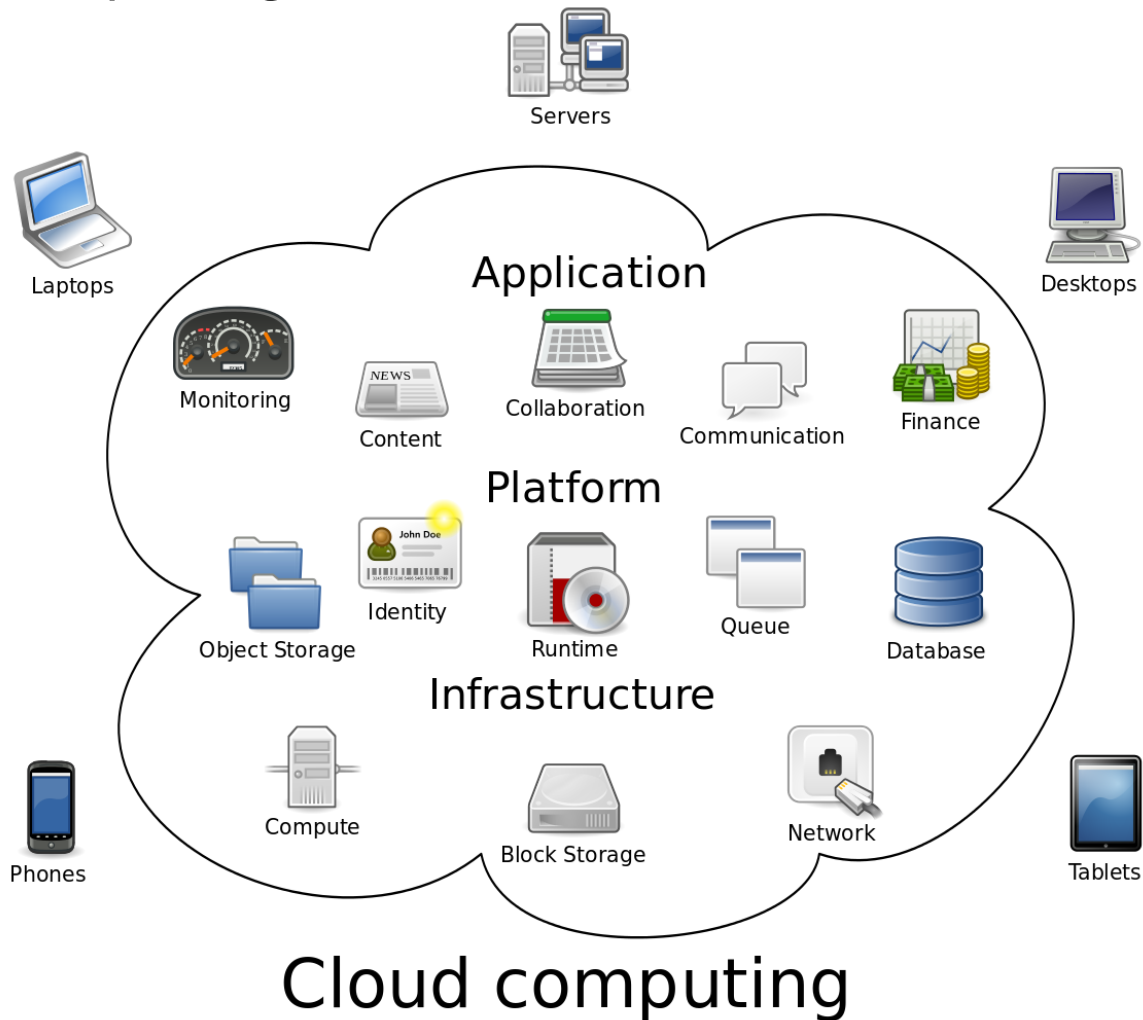 Servers
Laptops
Desktops
Application
Monitoring
NEWS
Content
Collaboration
Communication
Finance
Platform
Object Storage
John Doe
Identity
Runtime
Queue
Database
Infrastructure
Compute
Block Storage
Network
Phones
Tablets
Cloud computing